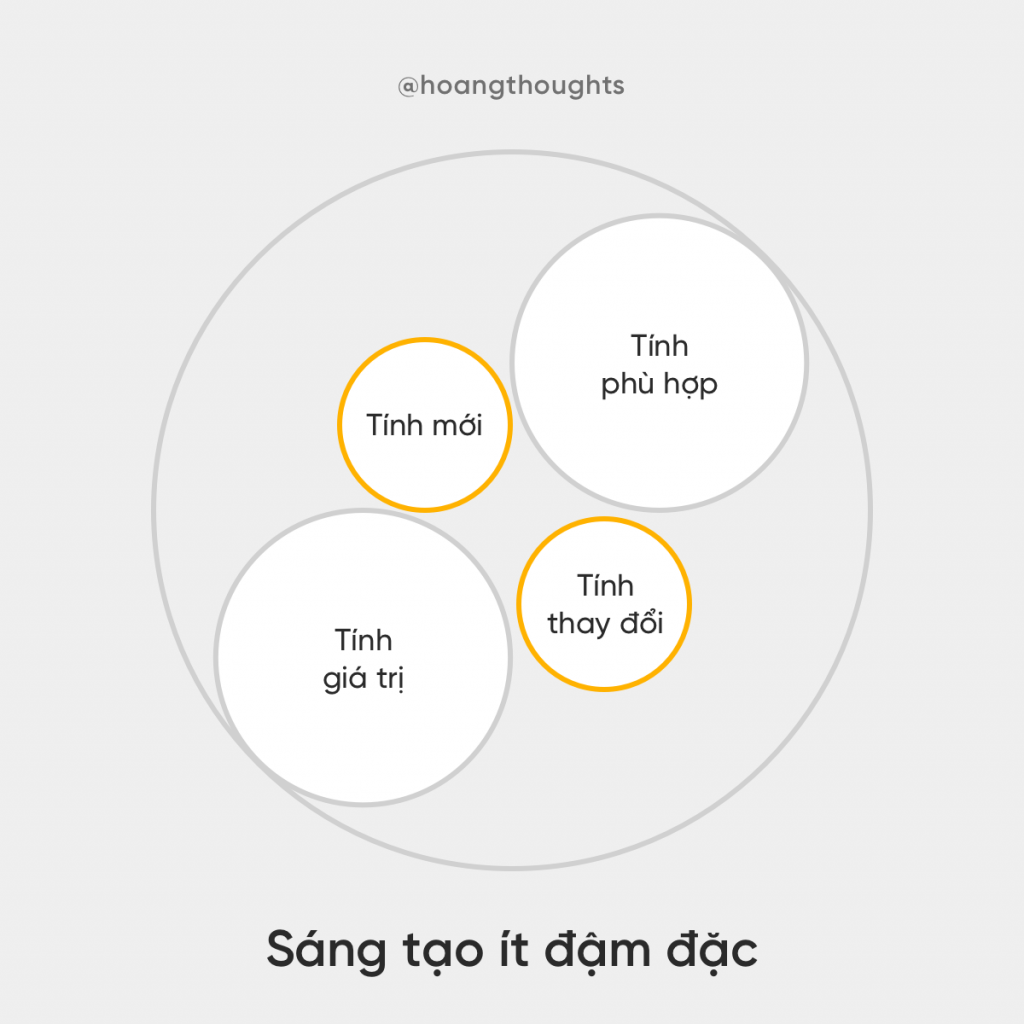 @hoangthoughts
Tính
phù hợp
Tính mới
Tính
thay đổi
Tính
giá trị
Sáng tạo ít đậm đặc